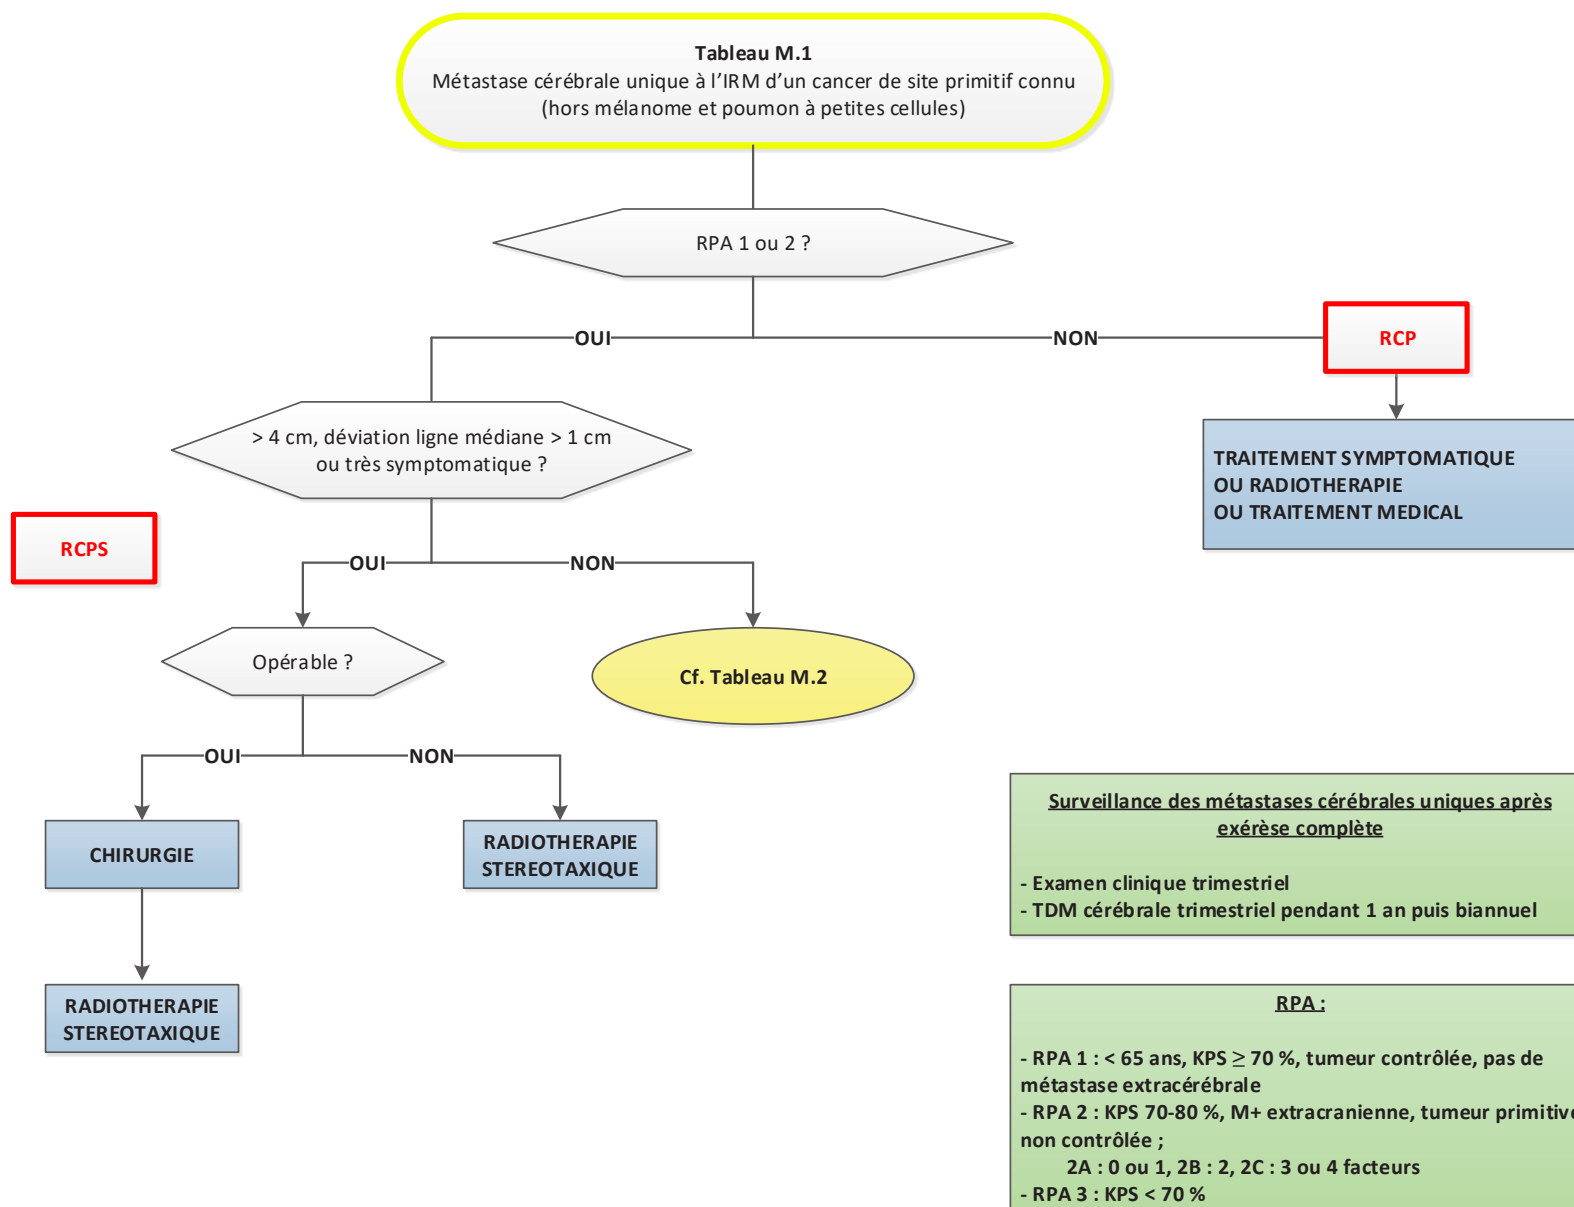 Tableau M.1
Métastase cérébrale unique à l'IRM d'un cancer de site primitif connu
(hors mélanome et poumon à petites cellules)
RPA 1 ou 2 ?
OUI
NON
RCP
> 4 cm, déviation ligne médiane > 1 cm
ou très symptomatique ?
TRAITEMENT SYMPTOMATIQUE
OU RADIOTHERAPIE
OU TRAITEMENT MEDICAL
RCPS
OUI
NON
Opérable ?
Cf. Tableau M.2
OUI
NON
CHIRURGIE
RADIOTHERAPIE
STEREOTAXIQUE
RADIOTHERAPIE
STEREOTAXIQUE
Surveillance des métastases cérébrales uniques après
exérèse complète
- Examen clinique trimestriel
- TDM cérébrale trimestriel pendant 1 an puis biannuel
RPA :
- RPA 1 : < 65 ans, KPS ≥ 70 %, tumeur contrôlée, pas de
métastase extracérébrale
- RPA 2 : KPS 70-80 %, M+ extracranienne, tumeur primitive
non contrôlée ;
2A : 0 ou 1, 2B : 2, 2C : 3 ou 4 facteurs
- RPA 3 : KPS < 70 %